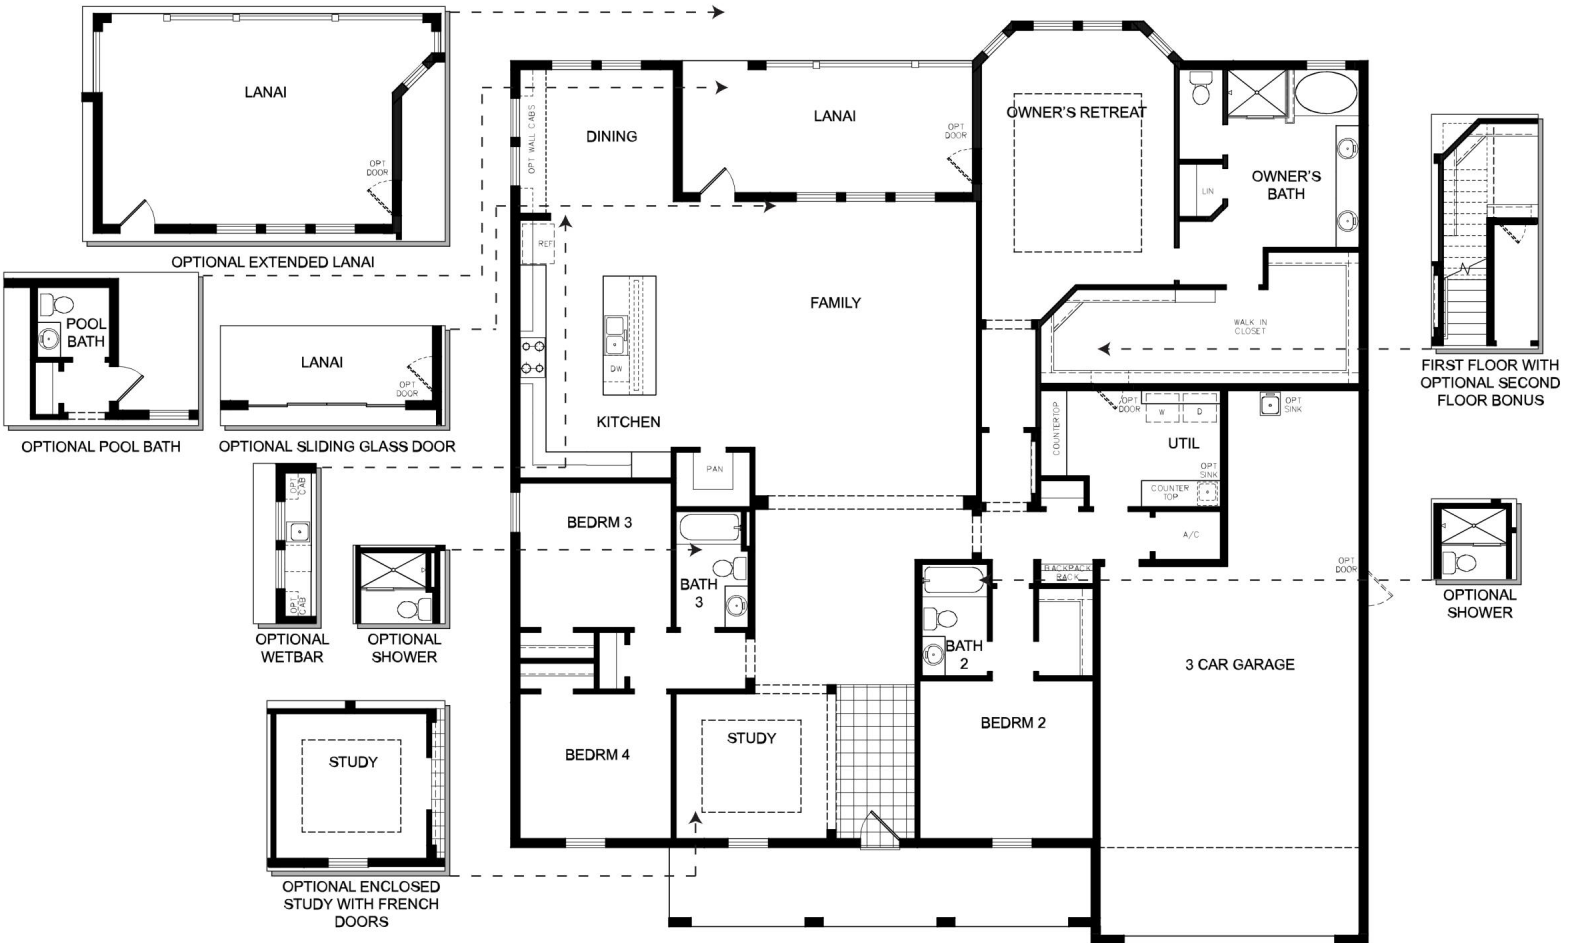 LANAI
OPT
DOOR
OPTIONAL EXTENDED LANAI
POOL
BATH
OPTIONAL POOL BATH
LANAI
OPT
DOOR
OPTIONAL SLIDING GLASS DOOR
OPT
CAB
OPT
CAB
OPTIONAL
WETBAR
OPTIONAL
SHOWER
STUDY
OPTIONAL ENCLOSED
STUDY WITH FRENCH
DOORS
OPT WALL CABS
DINING
LANAI
OPT
DOOR
OWNER'S RETREAT
LIN
OWNER'S
BATH
REF
FAMILY
DW
KITCHEN
PAN
WALK IN
CLOSET
COUNTERTOP
OPT
DOOR
W
D
UTIL
OPT
SINK
COUNTER
TOP
OPT
SINK
A/C
BACKPACK
RACK
BEDRM 3
BATH
3
BATH
2
OPT
DOOR
3 CAR GARAGE
BEDRM 4
STUDY
BEDRM 2
FIRST FLOOR WITH
OPTIONAL SECOND
FLOOR BONUS
OPTIONAL
SHOWER